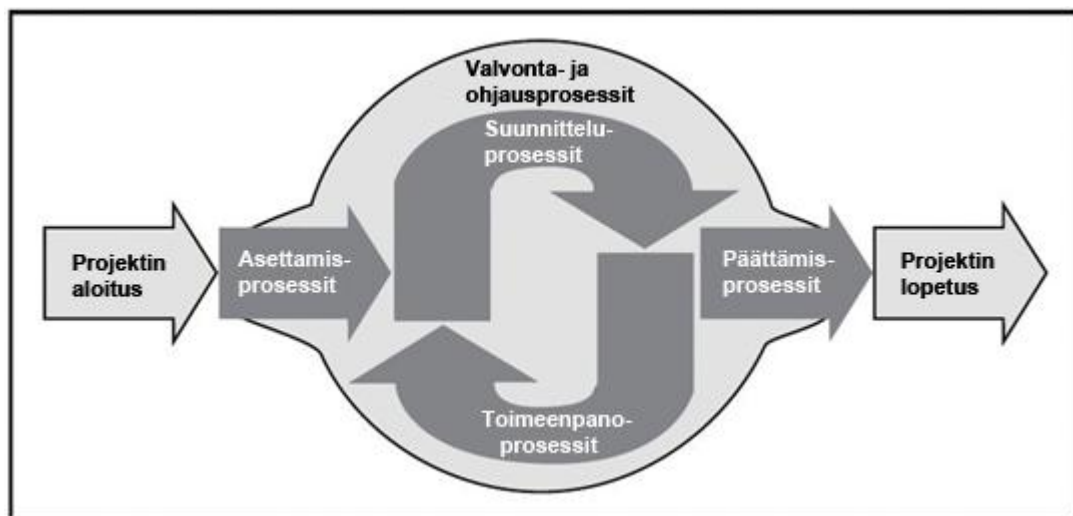 Valvonta- ja
ohjausprosessit
Suunnittelu-
prosessit
Projektin
aloitus
Asettamis-
prosessit
Päättämis-
prosessit
Projektin
lopetus
Toimeenpano-
prosessit